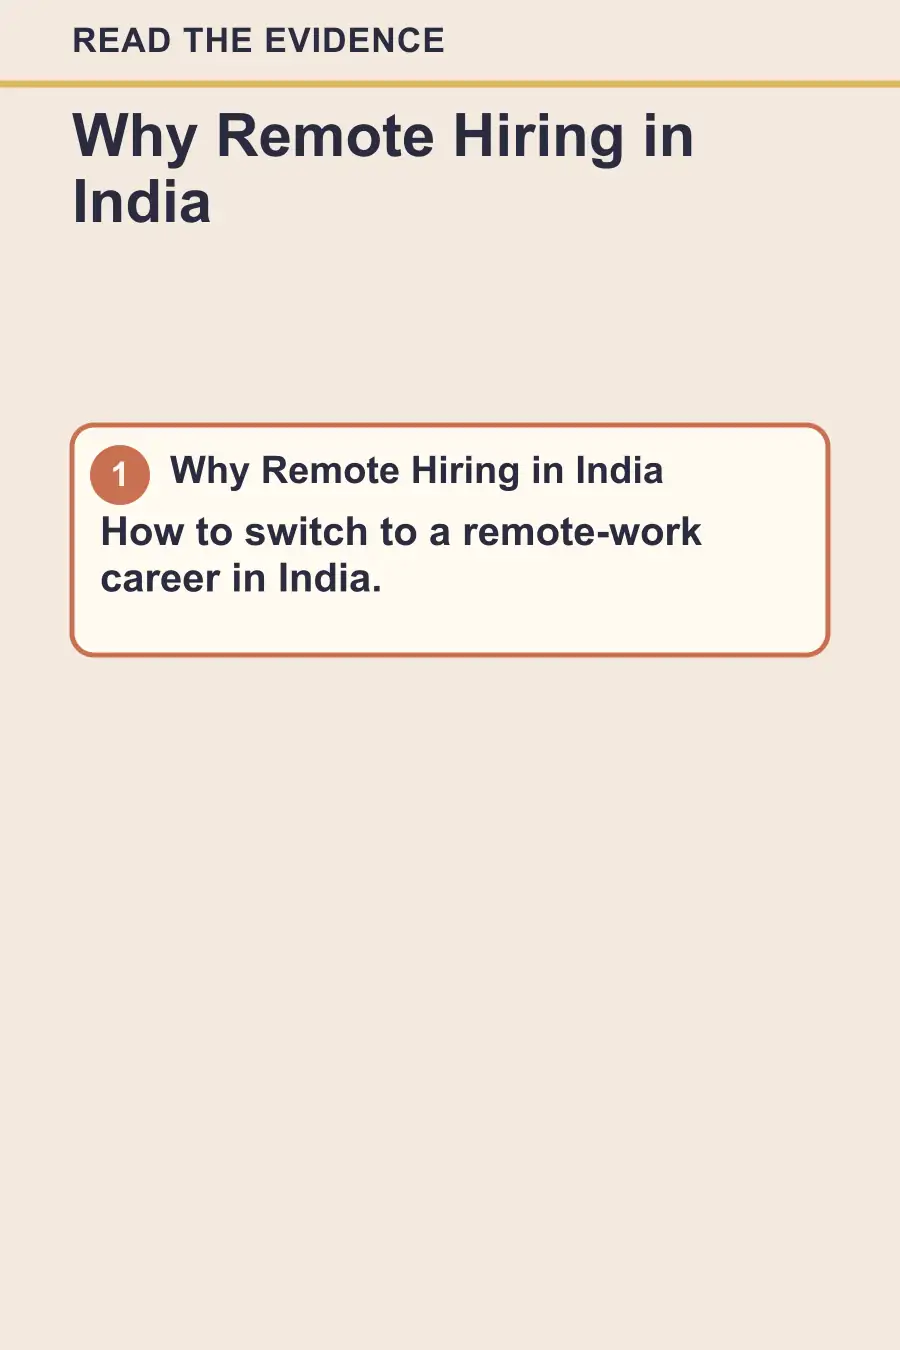 READ THE EVIDENCE
Why Remote Hiring in
India
1 Why Remote Hiring in India
How to switch to a remote-work
career in India.